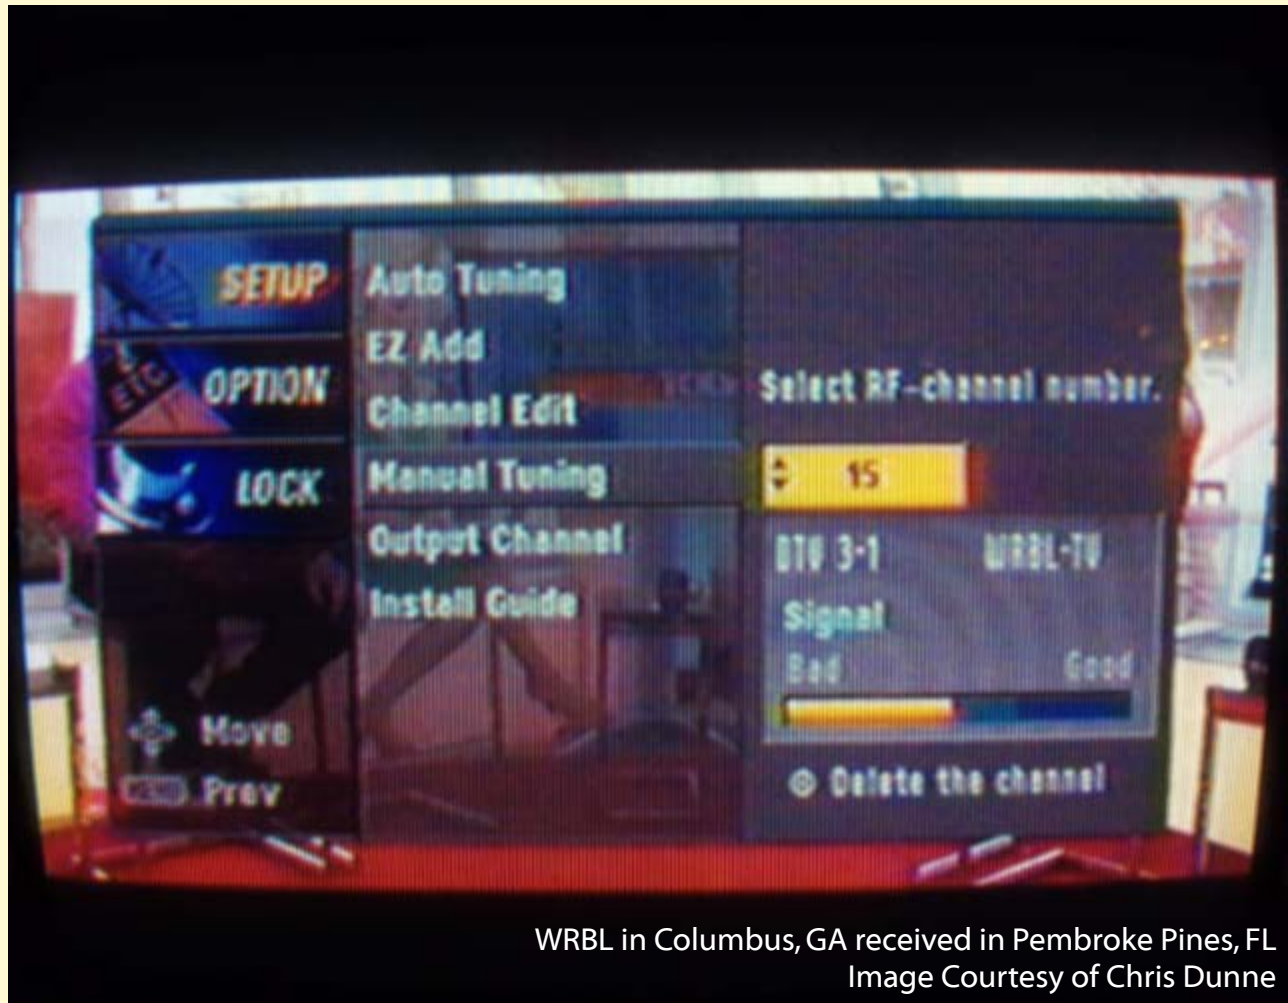 SETUP
OPTION
LOCK
Move
Prev
Auto Tuning
EZ Add
Channel Edit
Manual Tuning
Output Channel
Install Guide
Select RF-channel number.
15
DTV 3-1 WRBL-TV
Signal
Bad Good
Delete the channel
WRBL in Columbus, GA received in Pembroke Pines, FL
Image Courtesy of Chris Dunne